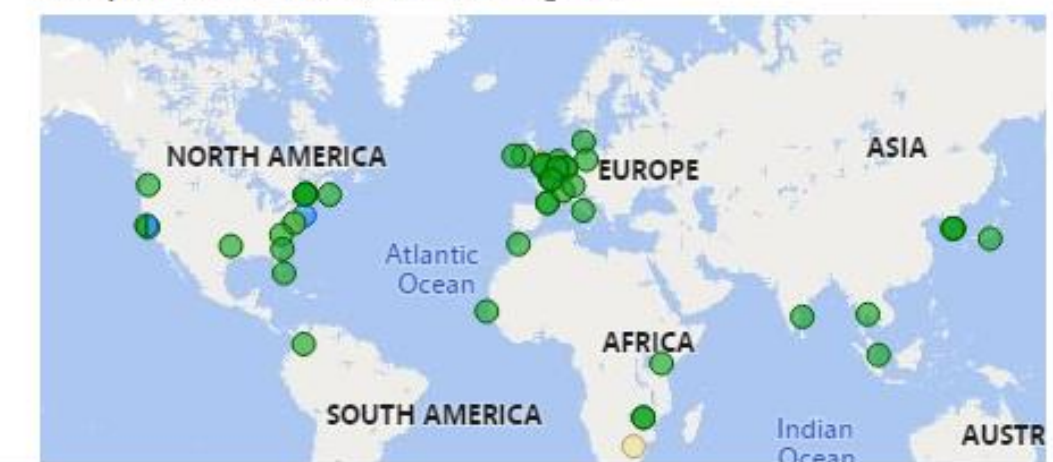 NORTH AMERICA
EUROPE
ASIA
Atlantic
Ocean
AFRICA
SOUTH AMERICA
Indian
Ocean
AUSTR